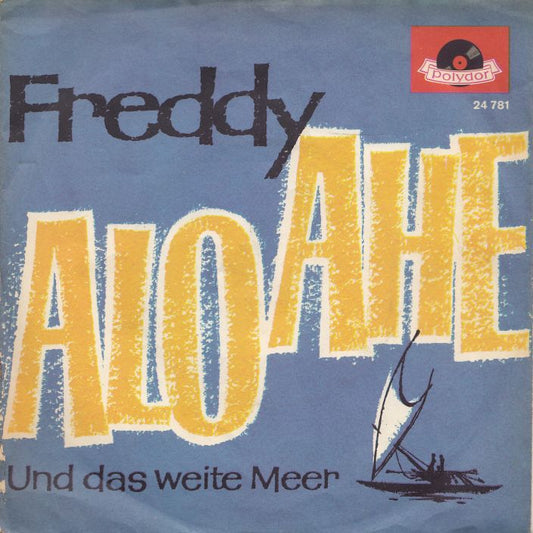 Freddy
polydor
24 781
ALO AHE
Und das weite Meer